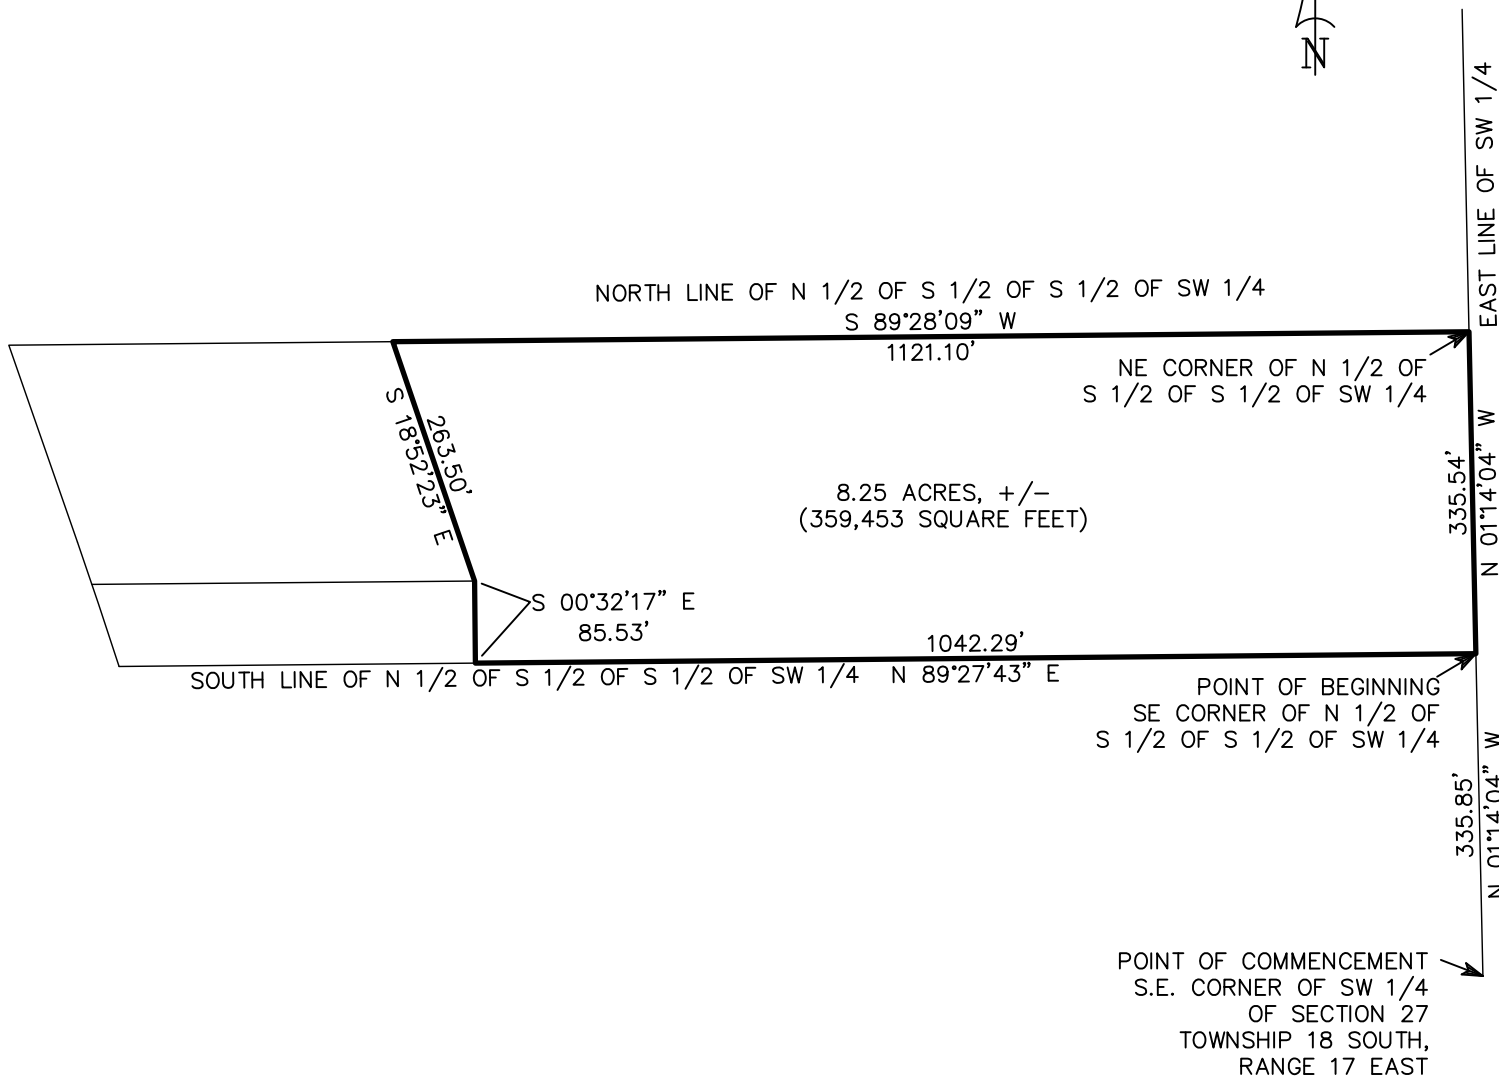 N
EAST LINE OF SW 1/4
NORTH LINE OF N 1/2 OF S 1/2 OF S 1/2 OF SW 1/4
S 89°28'09" W
1121.10'
NE CORNER OF N 1/2 OF
S 1/2 OF S 1/2 OF SW 1/4
263.50'
S 18°52'23" E
8.25 ACRES, +/-
(359,453 SQUARE FEET)
335.54'
N 01°14'04" W
S 00°32'17" E
85.53'
1042.29'
SOUTH LINE OF N 1/2 OF S 1/2 OF S 1/2 OF SW 1/4 N 89°27'43" E
POINT OF BEGINNING
SE CORNER OF N 1/2 OF
S 1/2 OF S 1/2 OF SW 1/4
335.85'
N 01°14'04" W
POINT OF COMMENCEMENT
S.E. CORNER OF SW 1/4
OF SECTION 27
TOWNSHIP 18 SOUTH,
RANGE 17 EAST